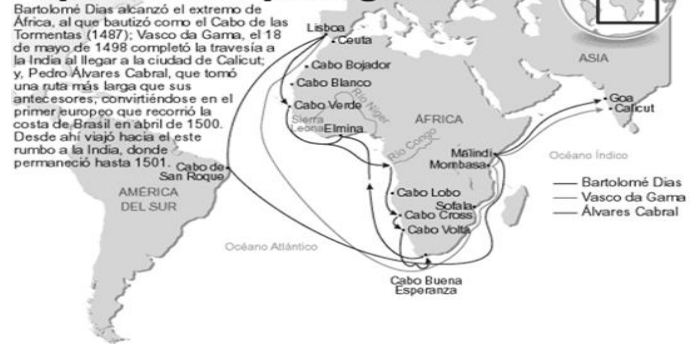 Bartolomé Dias alcanzó el extremo de
África, al que bautizó como el Cabo de las
Tormentas (1487); Vasco da Gama, el 18
de mayo de 1498 completó la travesía a
la India al llegar a la ciudad de Calicut;
y, Pedro Álvares Cabral, que tomó
una ruta más larga que sus
antecesores, convirtiéndose en el
primer europeo que recorrió la
costa de Brasil en abril de 1500.
Desde ahí viajó hacia el este
rumbo a la India, donde
permaneció hasta 1501.
Lisboa
Ceuta
Cabo Bojador
Cabo Blanco
Cabo Verde
Sierra
Leona
Elmina
Río Níger
ÁFRICA
Río Congo
ASIA
Goa
Calicut
Malindi
Mombasa
Océano Índico
Cabo de
San Roque
AMÉRICA
DEL SUR
Cabo Lobo
Sofala
Cabo Cross
Cabo Volta
Océano Atlántico
Cabo Buena
Esperanza
Bartolomé Dias
Vasco da Gama
Álvares Cabral